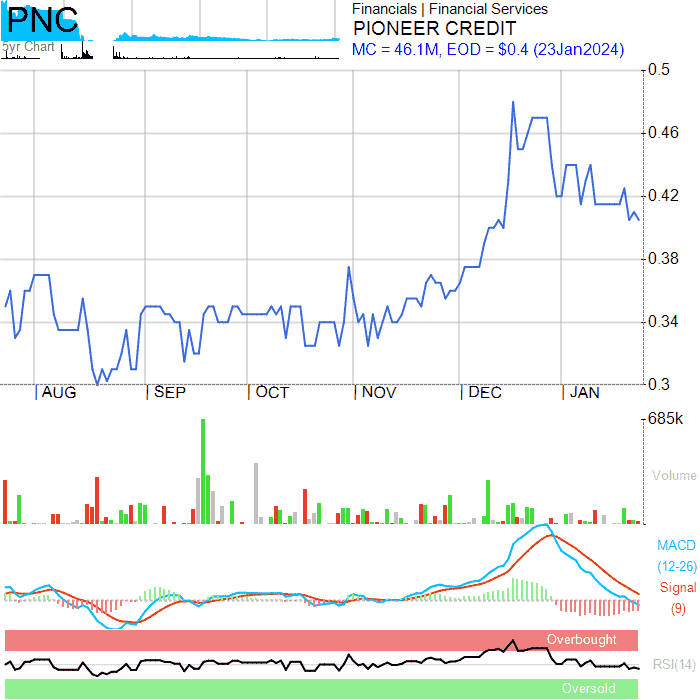 PNC
5yr Chart
Financials | Financial Services
PIONEER CREDIT
MC = 46.1M, EOD = $0.4 (23Jan2024)
0.5
0.46
0.42
0.38
0.34
0.3
AUG SEP OCT NOV DEC JAN
685k
Volume
MACD
(12-26)
Signal
(9)
Overbought
RSI(14)
Oversold